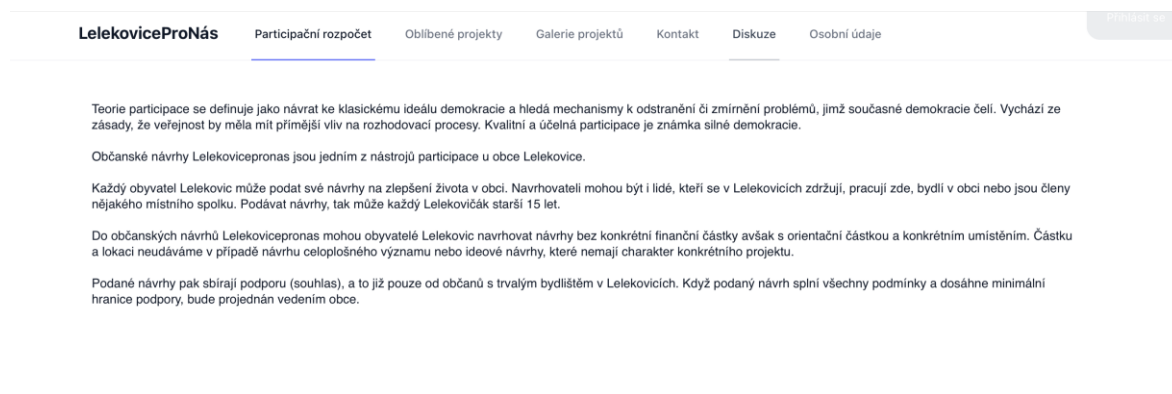 Přihlásit se
LelekoviceProNás Participační rozpočet Oblíbené projekty Galerie projektů Kontakt Diskuze Osobní údaje
Teorie participace se definuje jako návrat ke klasickému ideálu demokracie a hledá mechanismy k odstranění či zmírnění problémů, jimž současné demokracie čelí. Vychází ze
zásady, že veřejnost by měla mít přímější vliv na rozhodovací procesy. Kvalitní a účelná participace je známka silné demokracie.
Občanské návrhy Lelekovicepronas jsou jedním z nástrojů participace u obce Lelekovice.
Každý obyvatel Lelekovic může podat své návrhy na zlepšení života v obci. Navrhovateli mohou být i lidé, kteří se v Lelekovicích zdržují, pracují zde, bydlí v obci nebo jsou členy
nějakého místního spolku. Podávat návrhy, tak může každý Lelekovičák starší 15 let.
Do občanských návrhů Lelekovicepronas mohou obyvatelé Lelekovic navrhovat návrhy bez konkrétní finanční částky avšak s orientační částkou a konkrétním umístěním. Částku
a lokaci neudáváme v případě návrhu celoplošného významu nebo ideové návrhy, které nemají charakter konkrétního projektu.
Podané návrhy pak sbírají podporu (souhlas), a to již pouze od občanů s trvalým bydlištěm v Lelekovicích. Když podaný návrh splní všechny podmínky a dosáhne minimální
hranice podpory, bude projednán vedením obce.